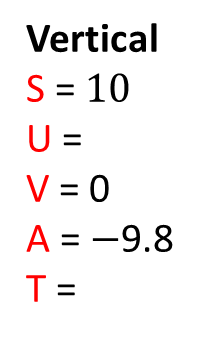 Vertical
S = 10
U =
V = 0
A = −9.8
T =